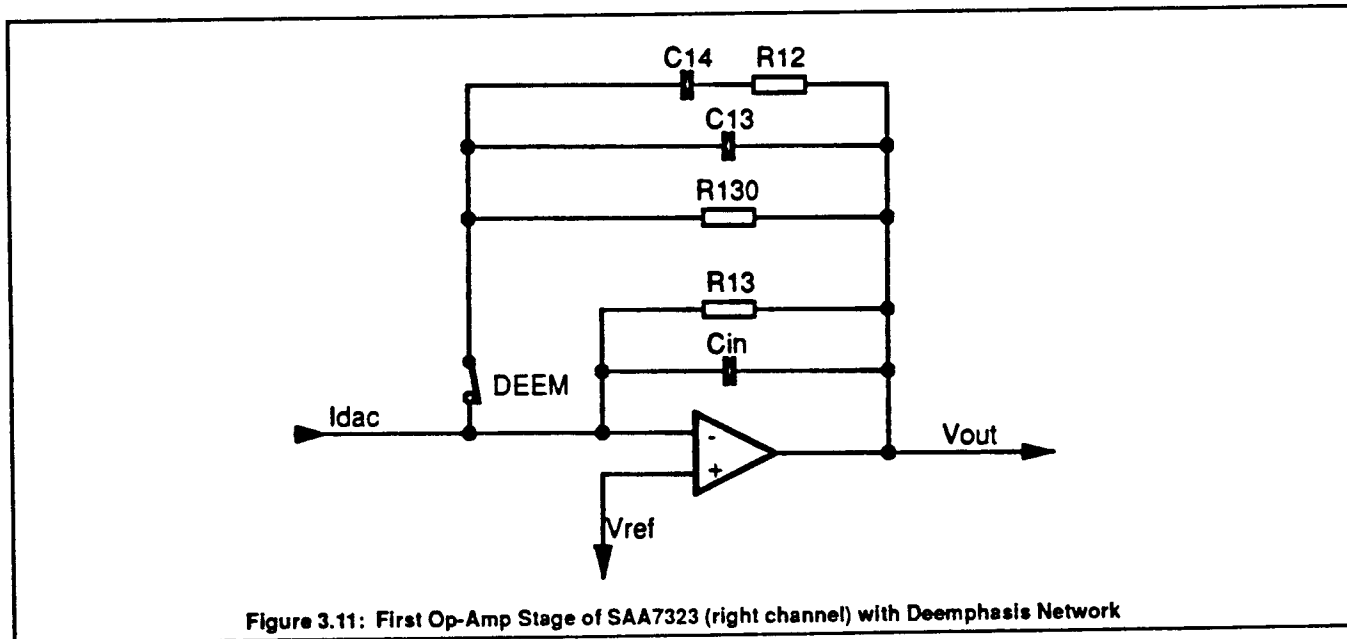 C14
R12
C13
R130
R13
Cin
DEEM
Idac
-
+
Vout
Vref
Figure 3.11: First Op-Amp Stage of SAA7323 (right channel) with Deemphasis Network